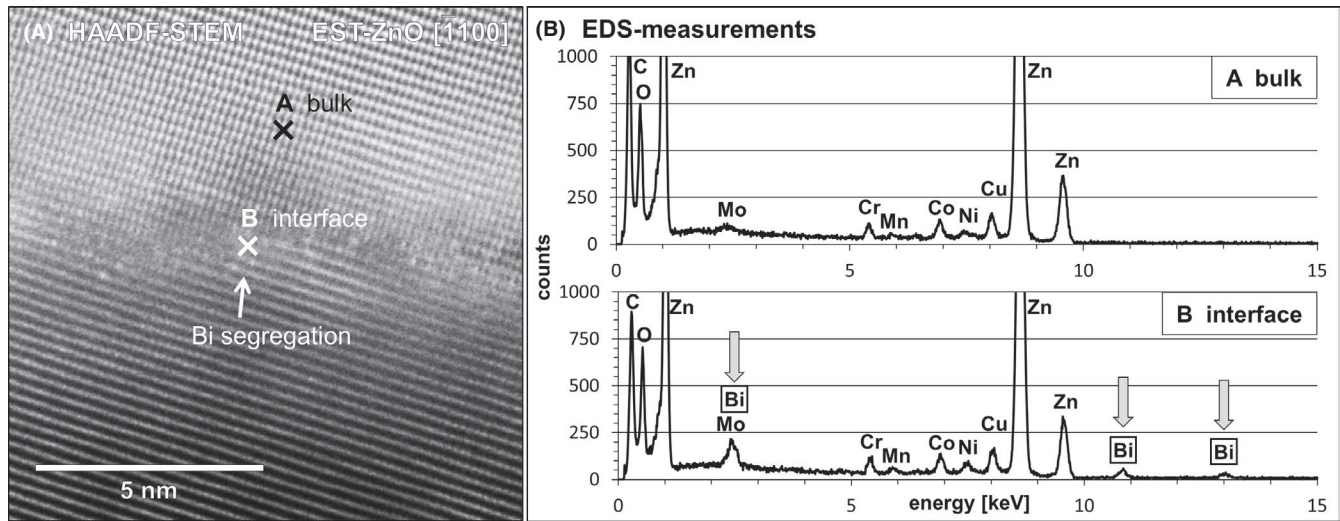 (A) HAADF-STEM EST-ZnO [1̅100]
A bulk
B interface
Bi segregation
5 nm
(B) EDS-measurements
counts
1000
750
500
250
0
C
O
Zn
Mo
Cr
Mn
Co
Ni
Cu
Zn
Zn
A bulk
0 5 10 15
1000
750
500
250
0
C
O
Zn
Bi
Mo
Cr
Mn
Co
Ni
Cu
Zn
Zn
Bi
Bi
B interface
0 5 10 15
energy [keV]